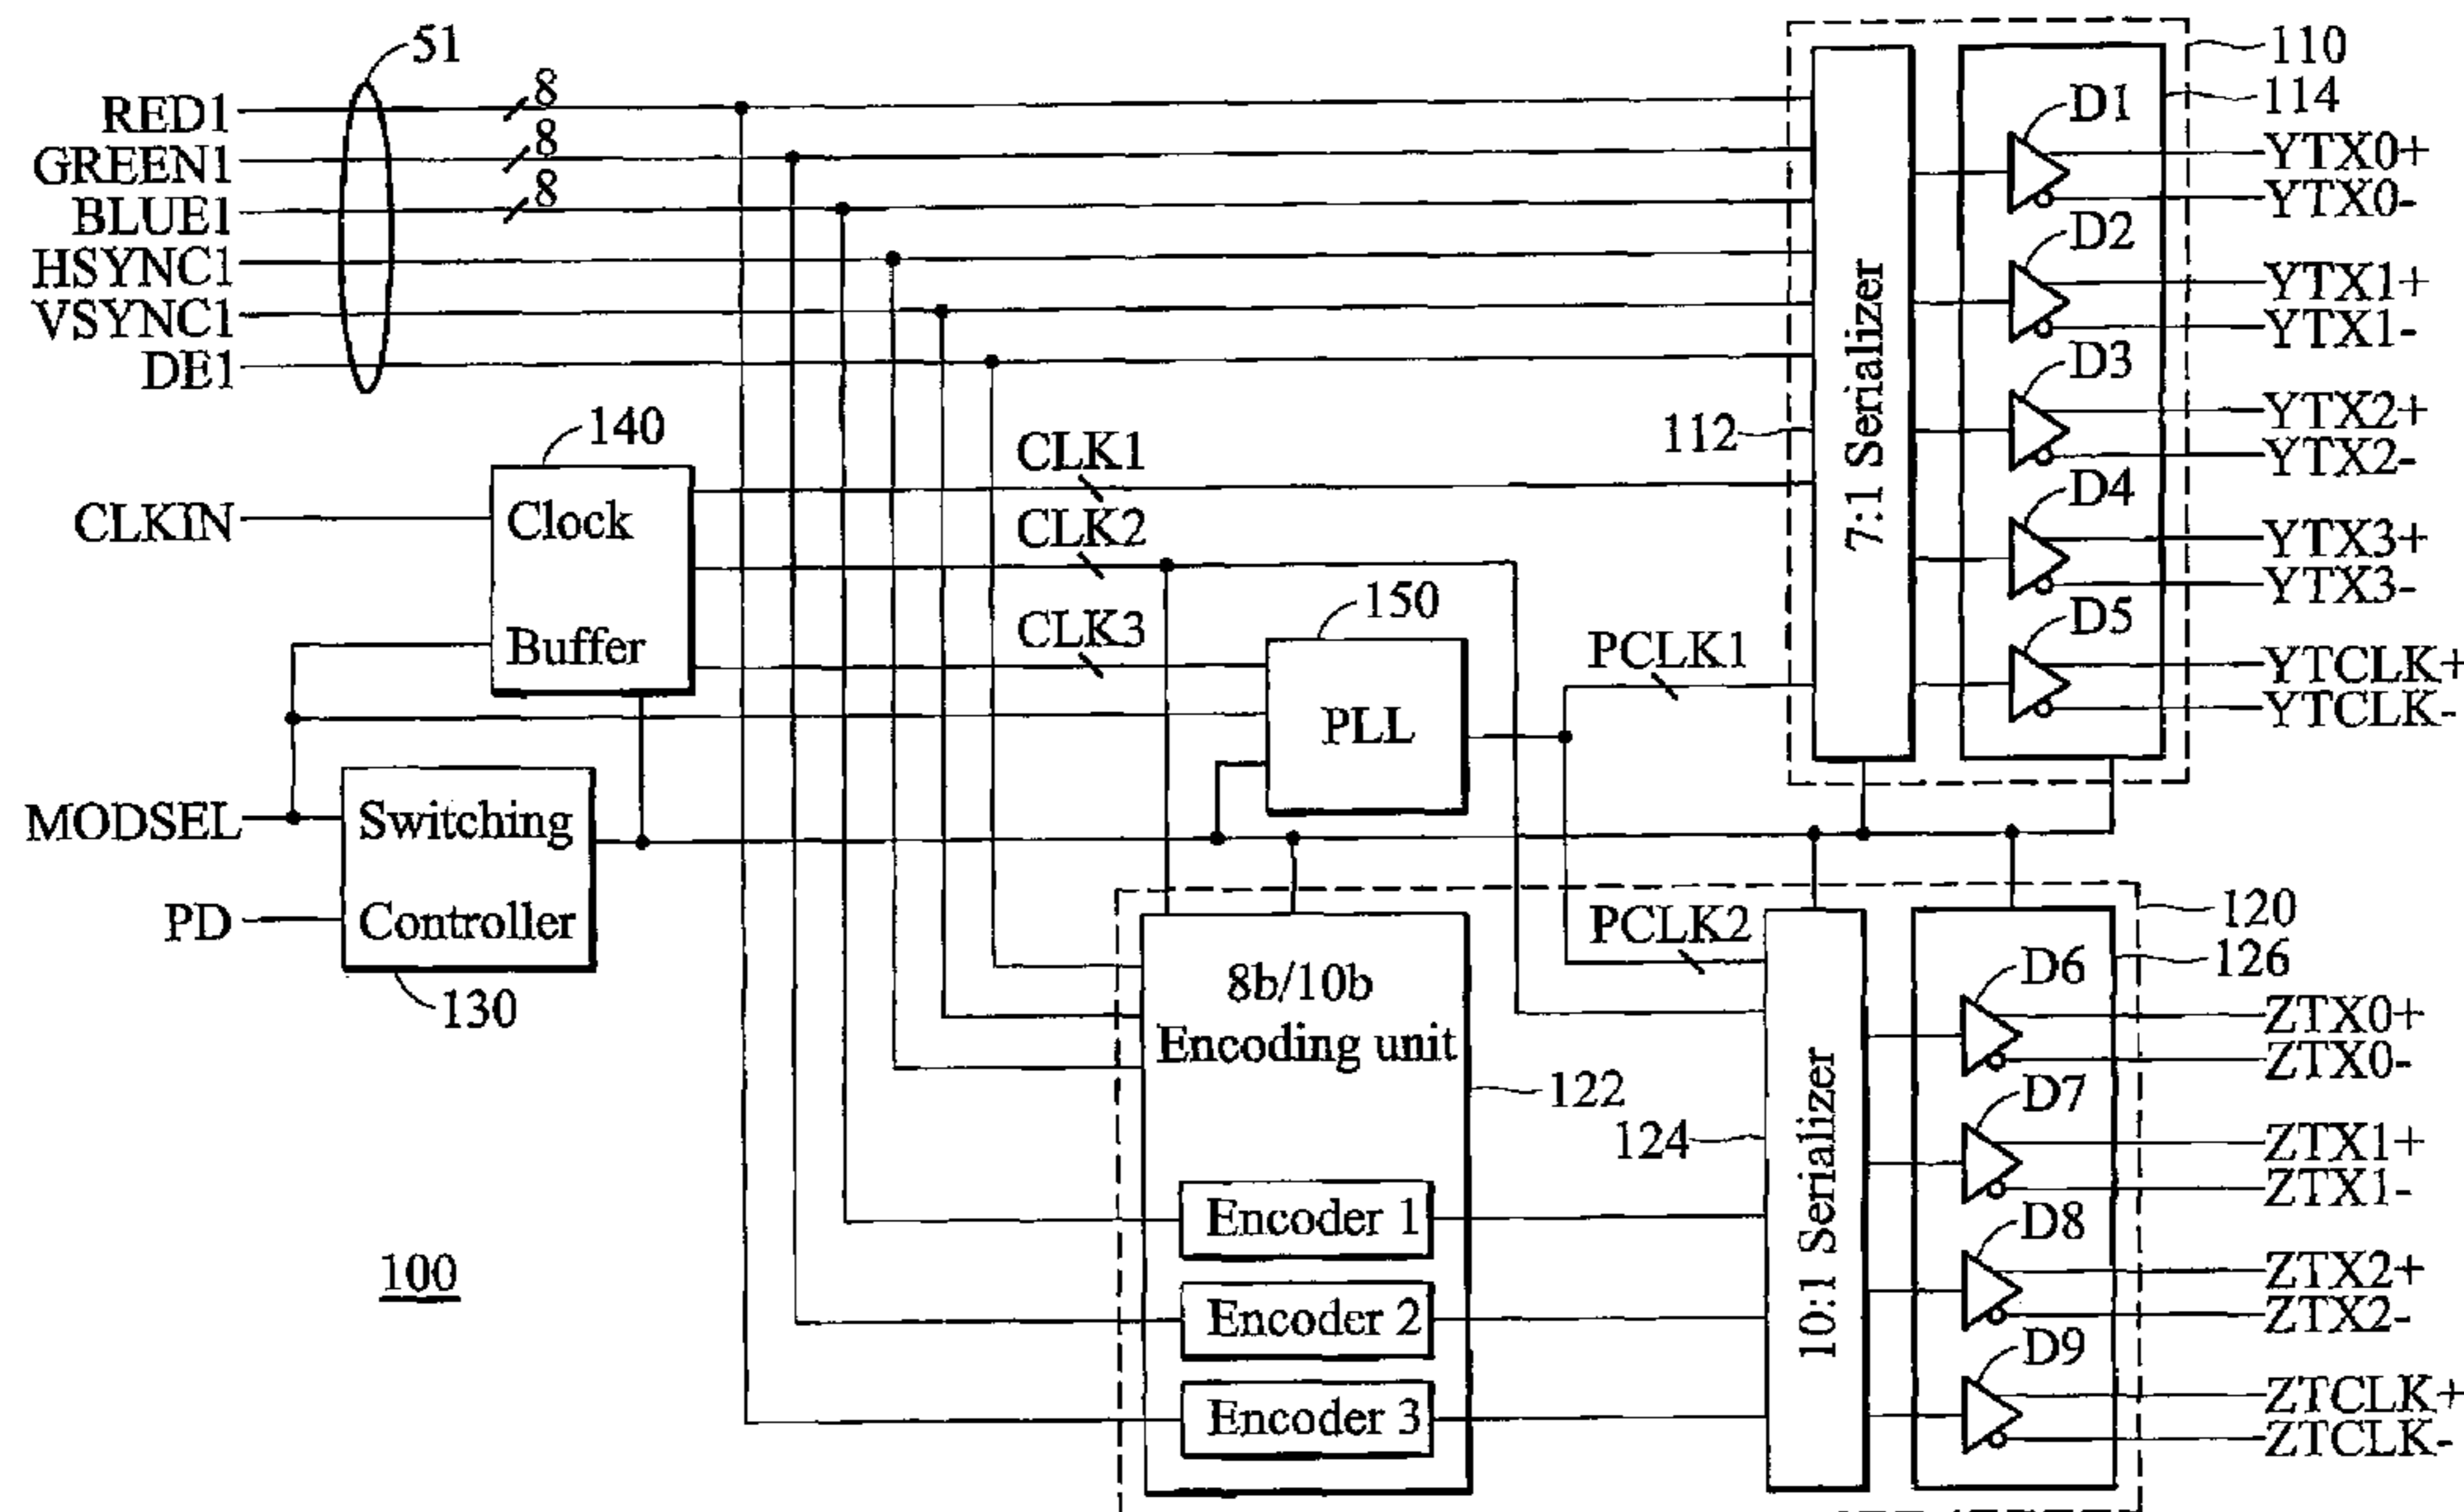 51
RED1
8
GREEN1
8
BLUE1
8
HSYNC1
VSYNC1
DE1
140
CLKIN
Clock
Buffer
CLK1
CLK2
CLK3
150
PLL
PCLK1
MODSEL
PD
Switching
Controller
130
112
7:1 Serializer
110
114
D1
YTX0+
YTX0-
D2
YTX1+
YTX1-
D3
YTX2+
YTX2-
D4
YTX3+
YTX3-
D5
YTCLK+
YTCLK-
PCLK2
8b/10b
Encoding unit
122
Encoder 1
Encoder 2
Encoder 3
124
10:1 Serializer
120
126
D6
ZTX0+
ZTX0-
D7
ZTX1+
ZTX1-
D8
ZTX2+
ZTX2-
D9
ZTCLK+
ZTCLK-
100